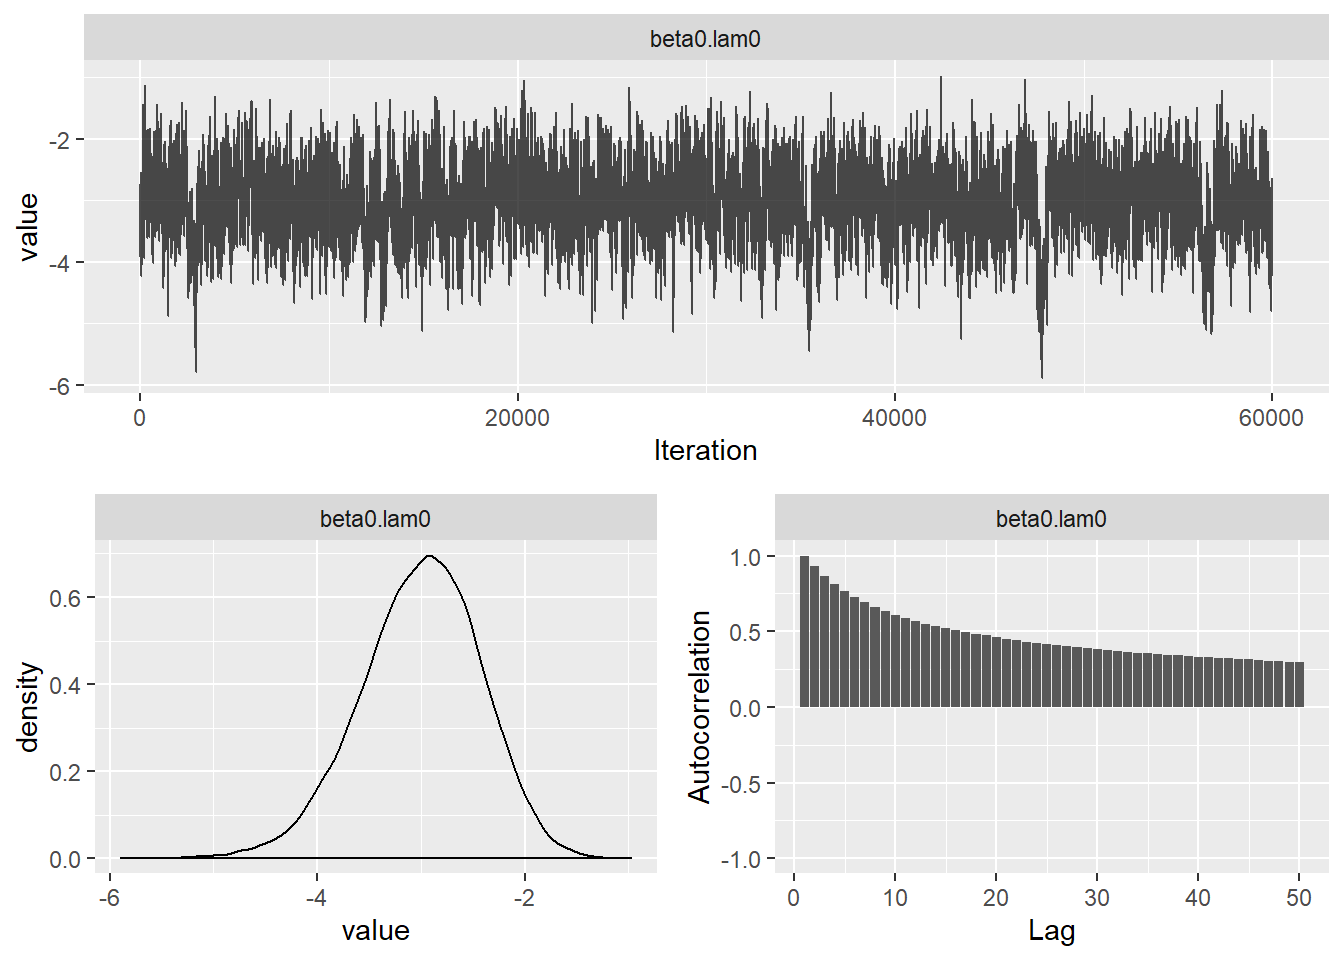 beta0.lam0
value
-2
-4
-6
0 20000 40000 60000
Iteration
beta0.lam0
density
0.6
0.4
0.2
0.0
-6 -4 -2
value
beta0.lam0
Autocorrelation
1.0
0.5
0.0
-0.5
-1.0
0 10 20 30 40 50
Lag